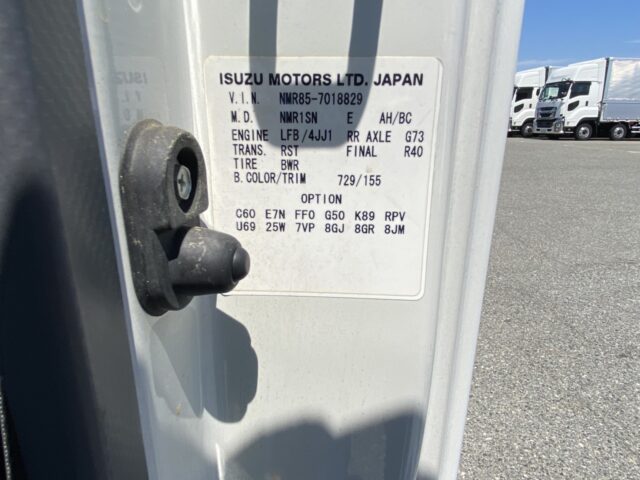 ISUZU MOTORS LTD. JAPAN
V.I.N. NMR85-7018829
M.D. NMR1SN E AH/BC
ENGINE LFB/4JJ1 RR AXLE G73
TRANS. RST FINAL R40
TIRE BWR
B.COLOR/TRIM 729/155
OPTION
C60 E7N FF0 G50 K89 RPV
U69 25W 7VP 8GJ 8GR 8JM